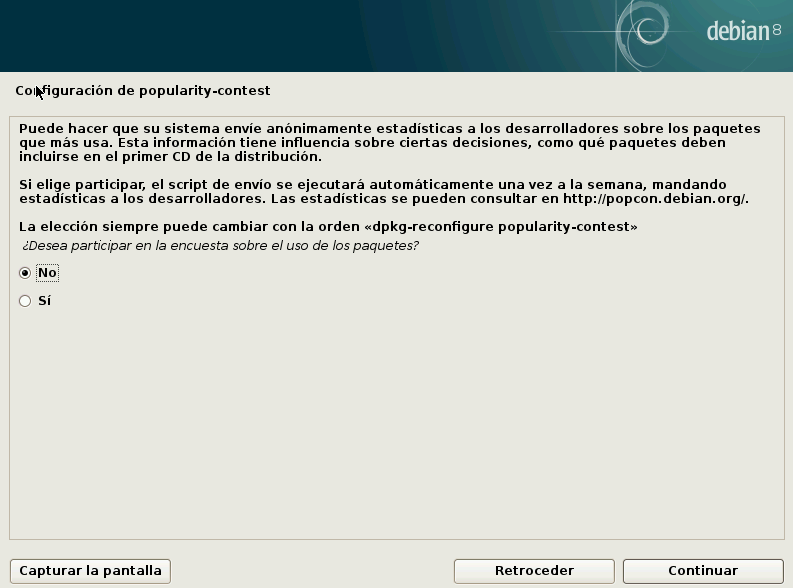 debian 8
Configuración de popularity-contest
Puede hacer que su sistema envíe anónimamente estadísticas a los desarrolladores sobre los paquetes
que más usa. Esta información tiene influencia sobre ciertas decisiones, como qué paquetes deben
incluirse en el primer CD de la distribución.
Si elige participar, el script de envío se ejecutará automáticamente una vez a la semana, mandando
estadísticas a los desarrolladores. Las estadísticas se pueden consultar en http://popcon.debian.org/.
La elección siempre puede cambiar con la orden «dpkg-reconfigure popularity-contest»
¿Desea participar en la encuesta sobre el uso de los paquetes?
No
Sí
Capturar la pantalla
Retroceder
Continuar